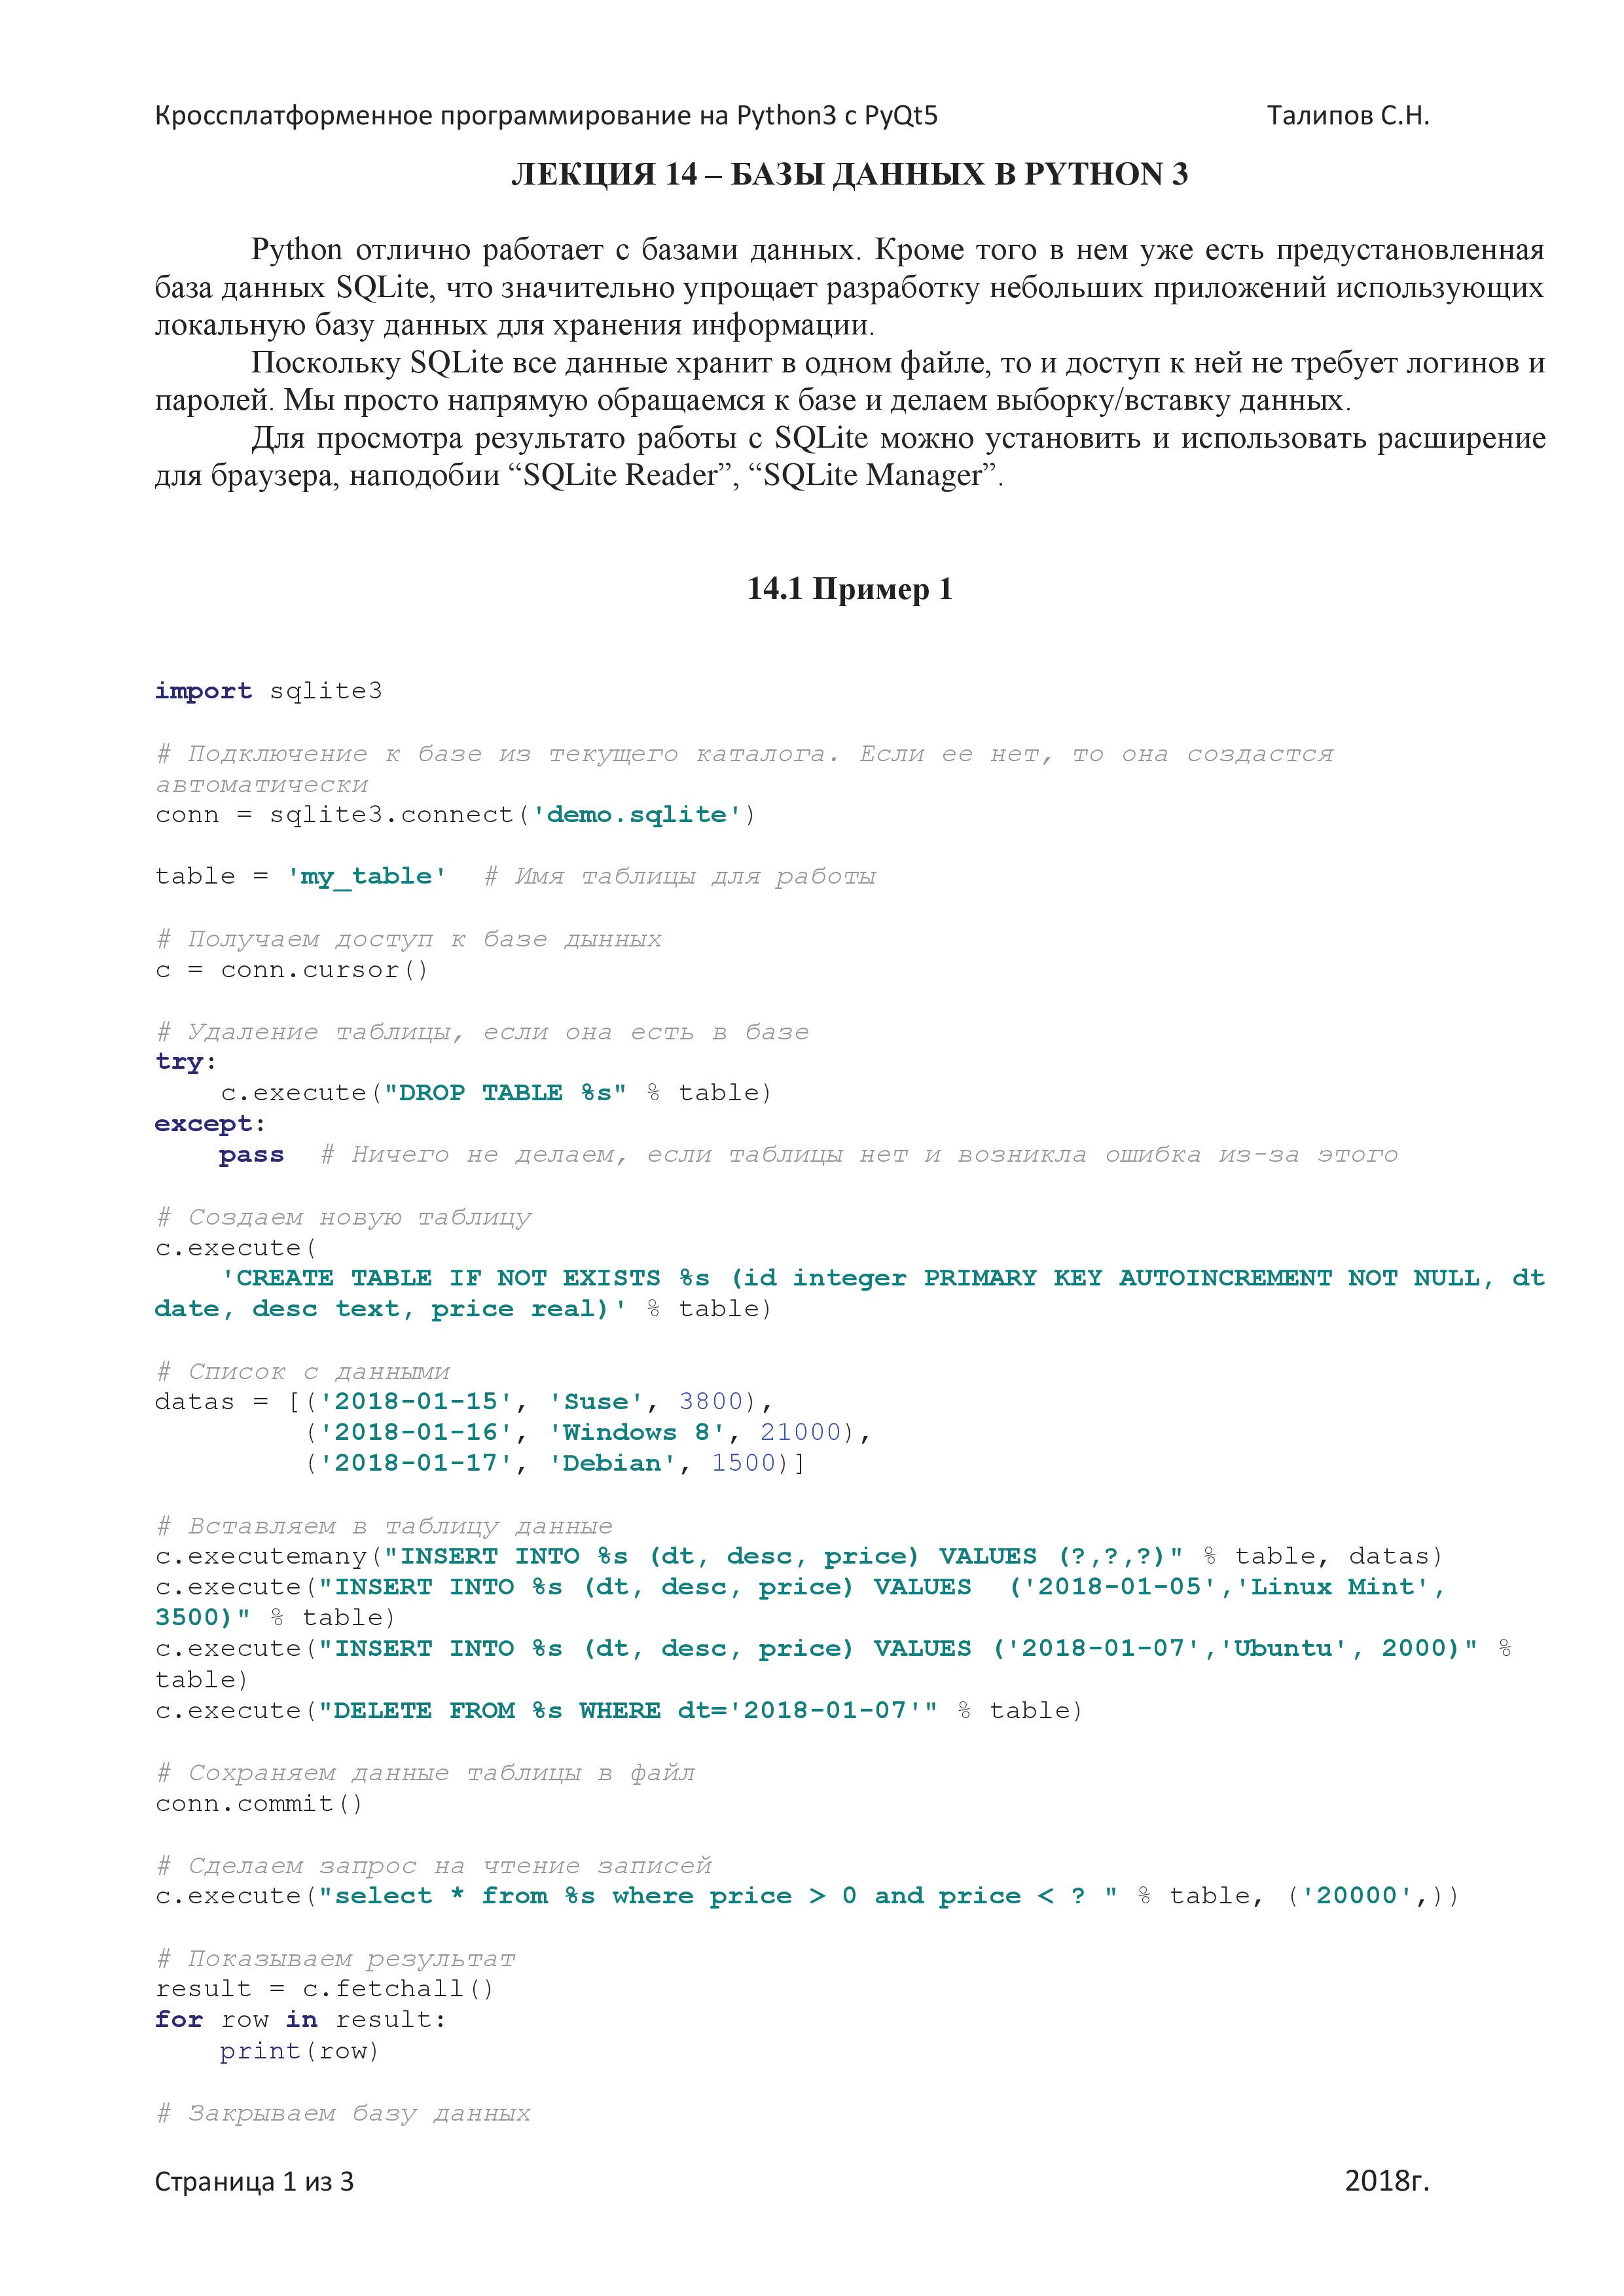 Кроссплатформенное программирование на Python3 с PyQt5 Талипов С.Н.
ЛЕКЦИЯ 14 – БАЗЫ ДАННЫХ В PYTHON 3
Python отлично работает с базами данных. Кроме того в нем уже есть предустановленная
база данных SQLite, что значительно упрощает разработку небольших приложений использующих
локальную базу данных для хранения информации.
Поскольку SQLite все данные хранит в одном файле, то и доступ к ней не требует логинов и
паролей. Мы просто напрямую обращаемся к базе и делаем выборку/вставку данных.
Для просмотра результато работы с SQLite можно установить и использовать расширение
для браузера, наподобии “SQLite Reader”, “SQLite Manager”.
14.1 Пример 1
import sqlite3
# Подключение к базе из текущего каталога. Если ее нет, то она создастся
автоматически
conn = sqlite3.connect('demo.sqlite')
table = 'my_table'  # Имя таблицы для работы
# Получаем доступ к базе дынных
c = conn.cursor()
# Удаление таблицы, если она есть в базе
try:
    c.execute("DROP TABLE %s" % table)
except:
    pass  # Ничего не делаем, если таблицы нет и возникла ошибка из-за этого
# Создаем новую таблицу
c.execute(
    'CREATE TABLE IF NOT EXISTS %s (id integer PRIMARY KEY AUTOINCREMENT NOT NULL, dt
date, desc text, price real)' % table)
# Список с данными
datas = [('2018-01-15', 'Suse', 3800),
         ('2018-01-16', 'Windows 8', 21000),
         ('2018-01-17', 'Debian', 1500)]
# Вставляем в таблицу данные
c.executemany("INSERT INTO %s (dt, desc, price) VALUES (?,?,?)" % table, datas)
c.execute("INSERT INTO %s (dt, desc, price) VALUES  ('2018-01-05','Linux Mint',
3500)" % table)
c.execute("INSERT INTO %s (dt, desc, price) VALUES ('2018-01-07','Ubuntu', 2000)" %
table)
c.execute("DELETE FROM %s WHERE dt='2018-01-07'" % table)
# Сохраняем данные таблицы в файл
conn.commit()
# Сделаем запрос на чтение записей
c.execute("select * from %s where price > 0 and price < ? " % table, ('20000',))
# Показываем результат
result = c.fetchall()
for row in result:
    print(row)
# Закрываем базу данных
Страница 1 из 3 2018г.